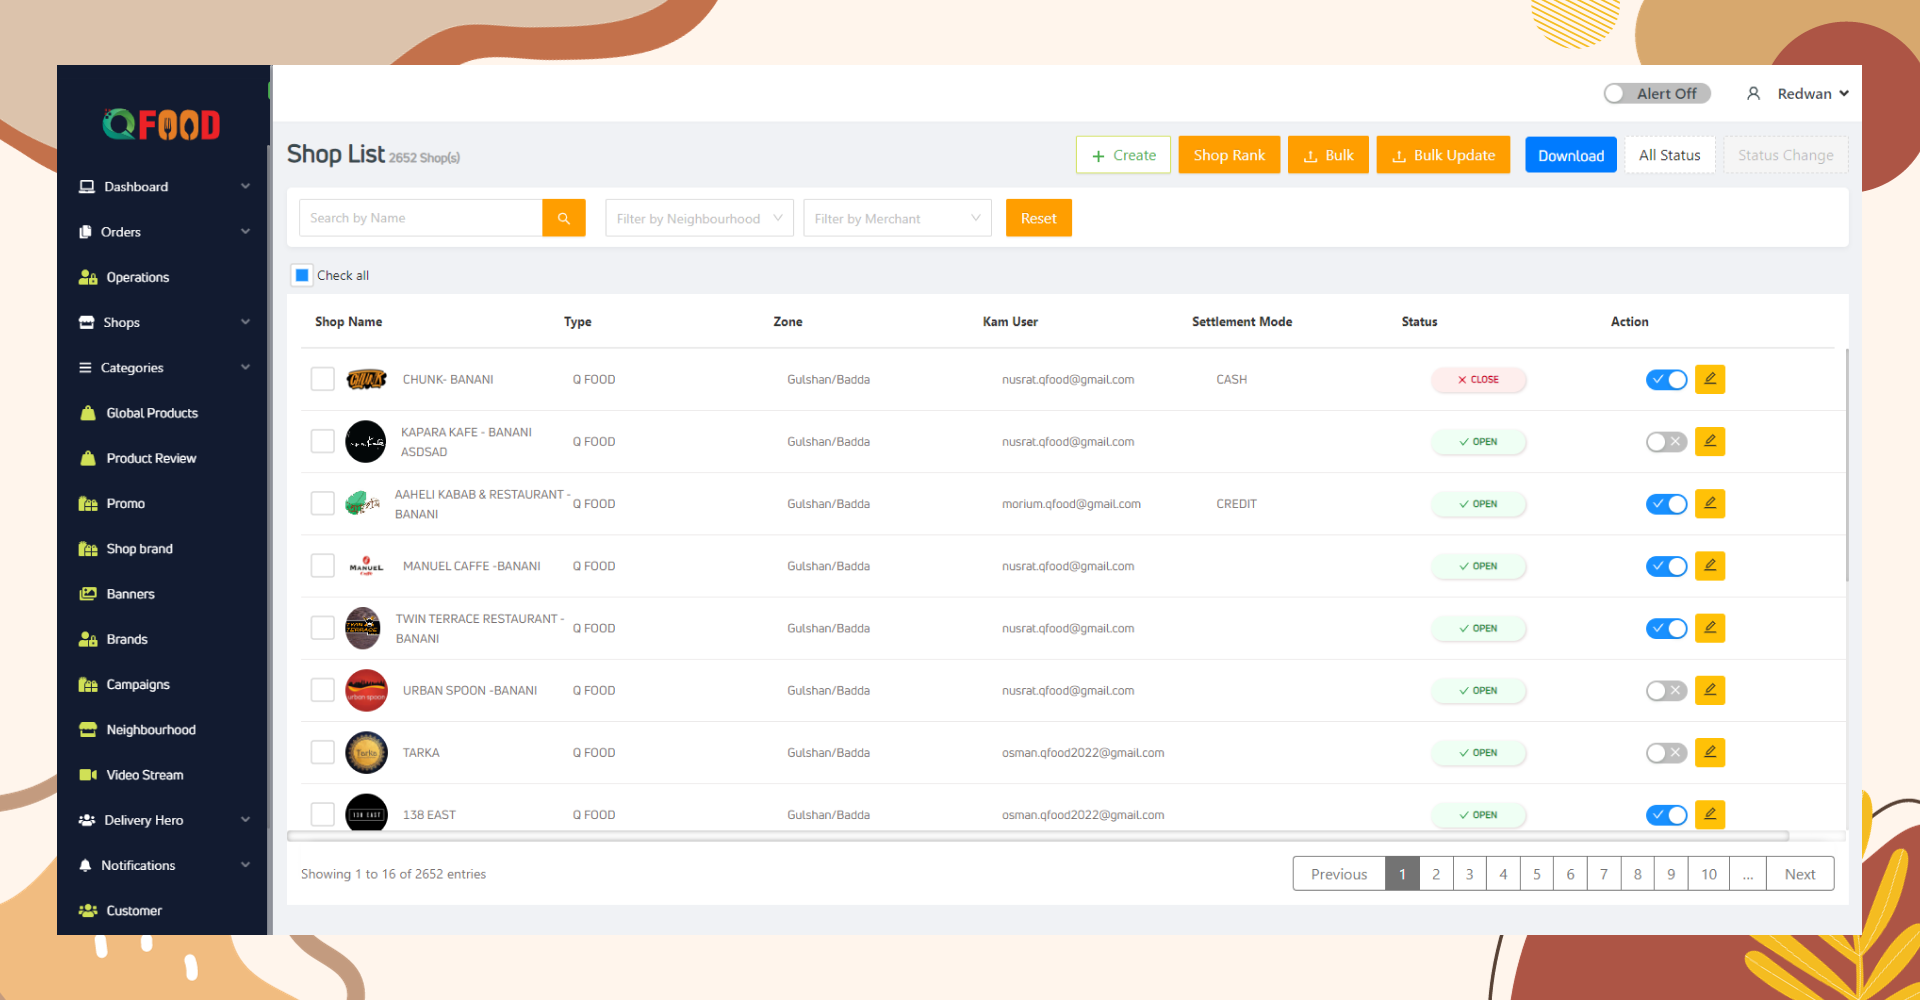 QFOOD
Dashboard
Orders
Operations
Shops
Categories
Global Products
Product Review
Promo
Shop brand
Banners
Brands
Campaigns
Neighbourhood
Video Stream
Delivery Hero
Notifications
Customer
Alert Off
Redwan
Shop List 2652 Shop(s)
Create
Shop Rank
Bulk
Bulk Update
Download
All Status
Status Change
Search by Name
Filter by Neighbourhood
Filter by Merchant
Reset
Check all
Shop Name Type Zone Kam User Settlement Mode Status Action
CHUNK- BANANI Q FOOD Gulshan/Badda nusrat.qfood@gmail.com CASH CLOSE
KAPARA KAFE - BANANI
ASDSAD
Q FOOD Gulshan/Badda nusrat.qfood@gmail.com OPEN
AAHELI KABAB & RESTAURANT -
BANANI
Q FOOD Gulshan/Badda morium.qfood@gmail.com CREDIT OPEN
MANUEL
Caffe
MANUEL CAFFE -BANANI Q FOOD Gulshan/Badda nusrat.qfood@gmail.com OPEN
TWIN
TERRACE
TWIN TERRACE RESTAURANT -
BANANI
Q FOOD Gulshan/Badda nusrat.qfood@gmail.com OPEN
urban spoon
URBAN SPOON -BANANI Q FOOD Gulshan/Badda nusrat.qfood@gmail.com OPEN
Tarka
TARKA Q FOOD Gulshan/Badda osman.qfood2022@gmail.com OPEN
138 EAST
138 EAST Q FOOD Gulshan/Badda osman.qfood2022@gmail.com OPEN
Showing 1 to 16 of 2652 entries
Previous 1 2 3 4 5 6 7 8 9 10 ... Next